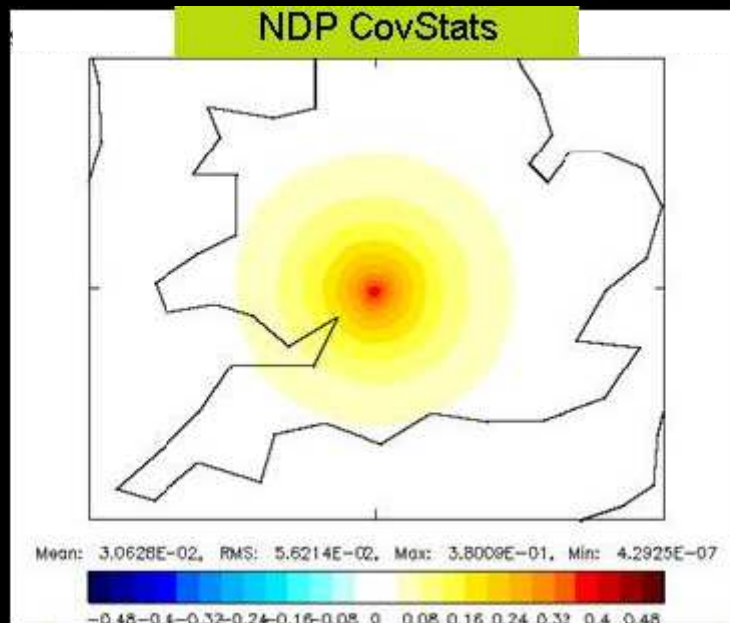 NDP CovStats
Mean: 3.0628E-02, RMS: 5.6214E-02, Max: 3.8009E-01, Min: 4.2925E-07
-0.48-0.4-0.32-0.24-0.16-0.08 0 0.08 0.16 0.24 0.32 0.4 0.48